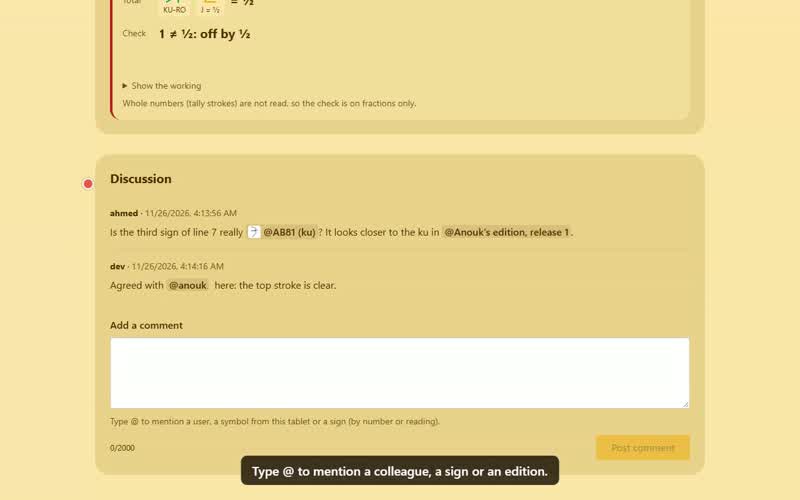 Total = ½
KU-RO J = ½
Check 1 ≠ ½: off by ½
▶ Show the working
Whole numbers (tally strokes) are not read, so the check is on fractions only.
Discussion
ahmed · 11/26/2026, 4:13:56 AM
Is the third sign of line 7 really @AB81 (ku) ? It looks closer to the ku in @Anouk's edition, release 1 .
dev · 11/26/2026, 4:14:16 AM
Agreed with @anouk here: the top stroke is clear.
Add a comment
Type @ to mention a user, a symbol from this tablet or a sign (by number or reading).
0/2000
Post comment
Type @ to mention a colleague, a sign or an edition.